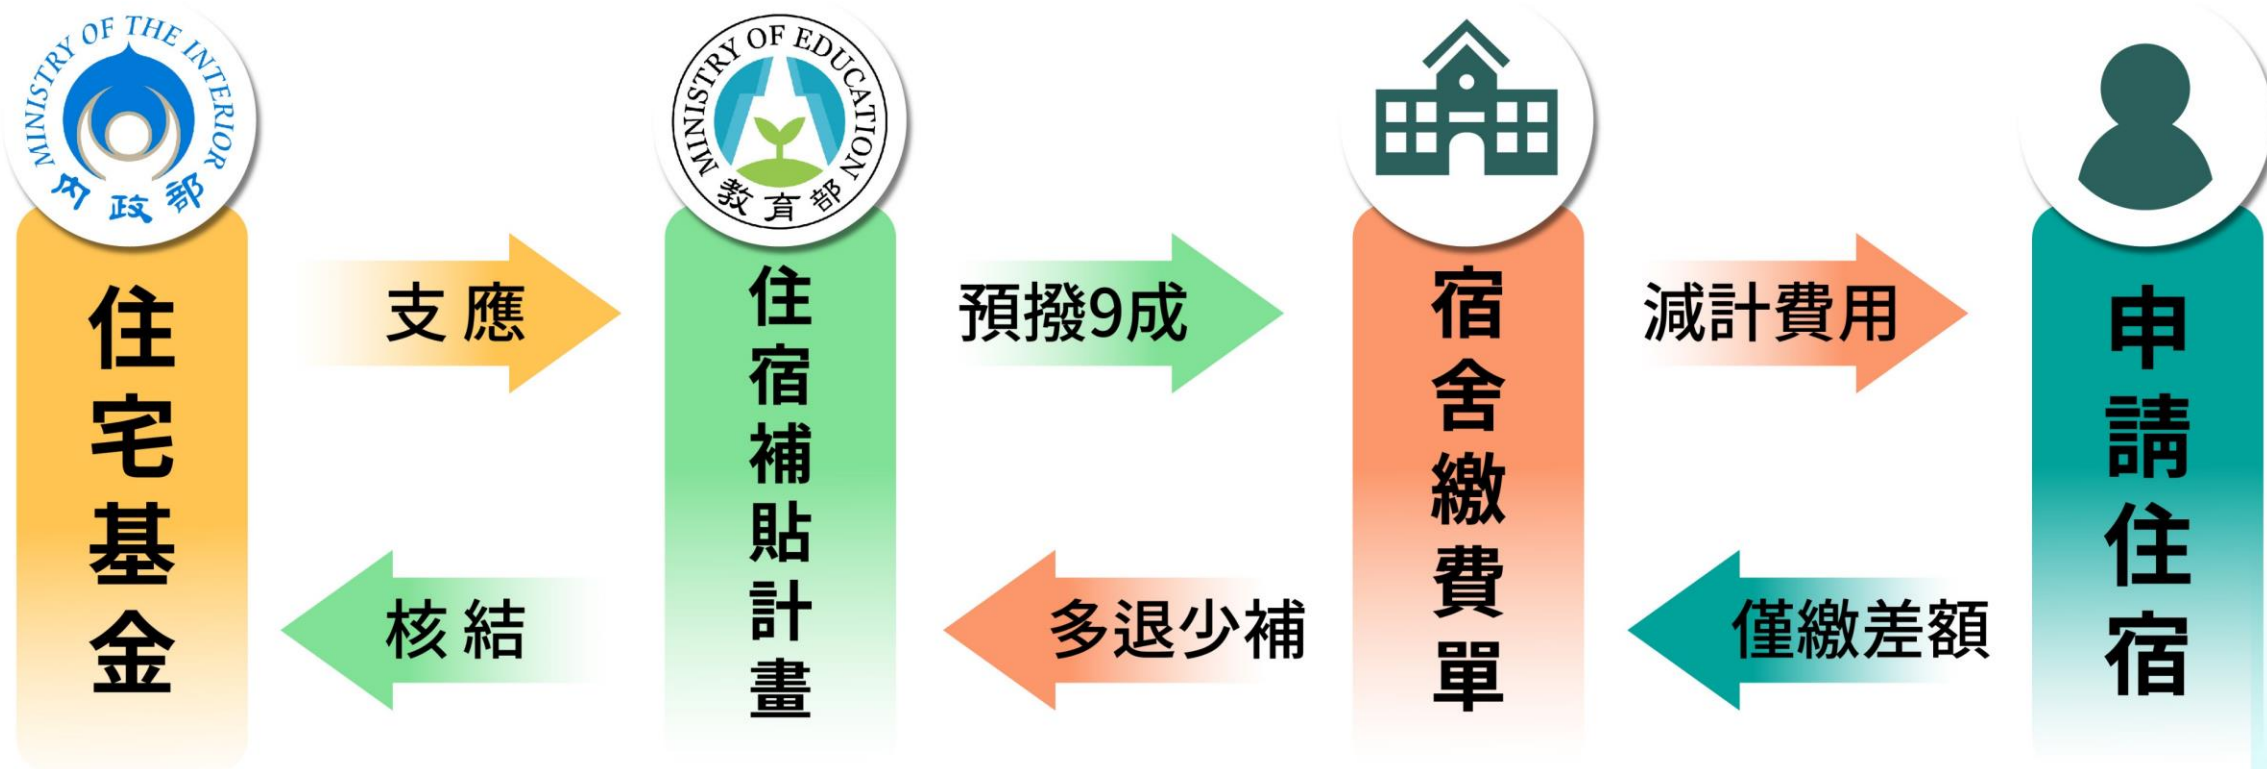 MINISTRY OF THE INTERIOR
內政部
住宅基金
支應
核結
MINISTRY OF EDUCATION
教育部
住宿補貼計畫
預撥9成
多退少補
宿舍繳費單
減計費用
僅繳差額
申請住宿